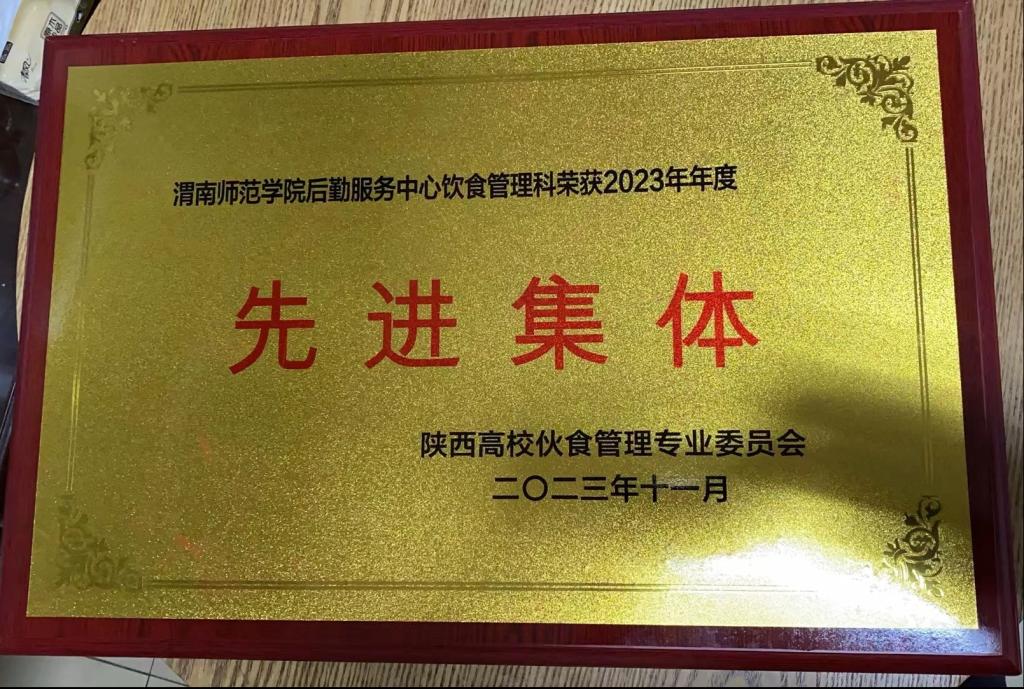 渭南师范学院后勤服务中心饮食管理科荣获2023年年度
先进集体
陕西高校伙食管理专业委员会
二〇二三年十一月